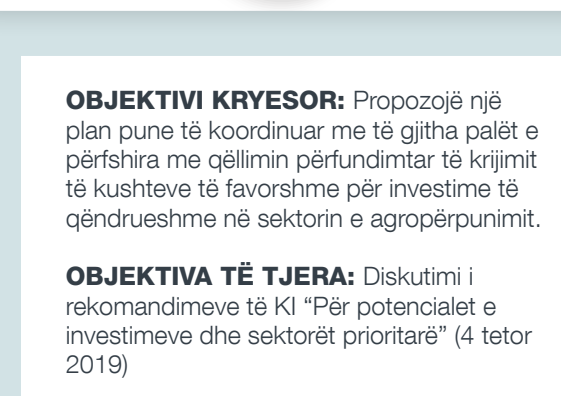 OBJEKTIVI KRYESOR: Propozojë një
plan pune të koordinuar me të gjitha palët e
përfshira me qëllimin përfundimtar të krijimit
të kushteve të favorshme për investime të
qëndrueshme në sektorin e agropërpunimit.
OBJEKTIVA TË TJERA: Diskutimi i
rekomandimeve të KI “Për potencialet e
investimeve dhe sektorët prioritarë” (4 tetor
2019)